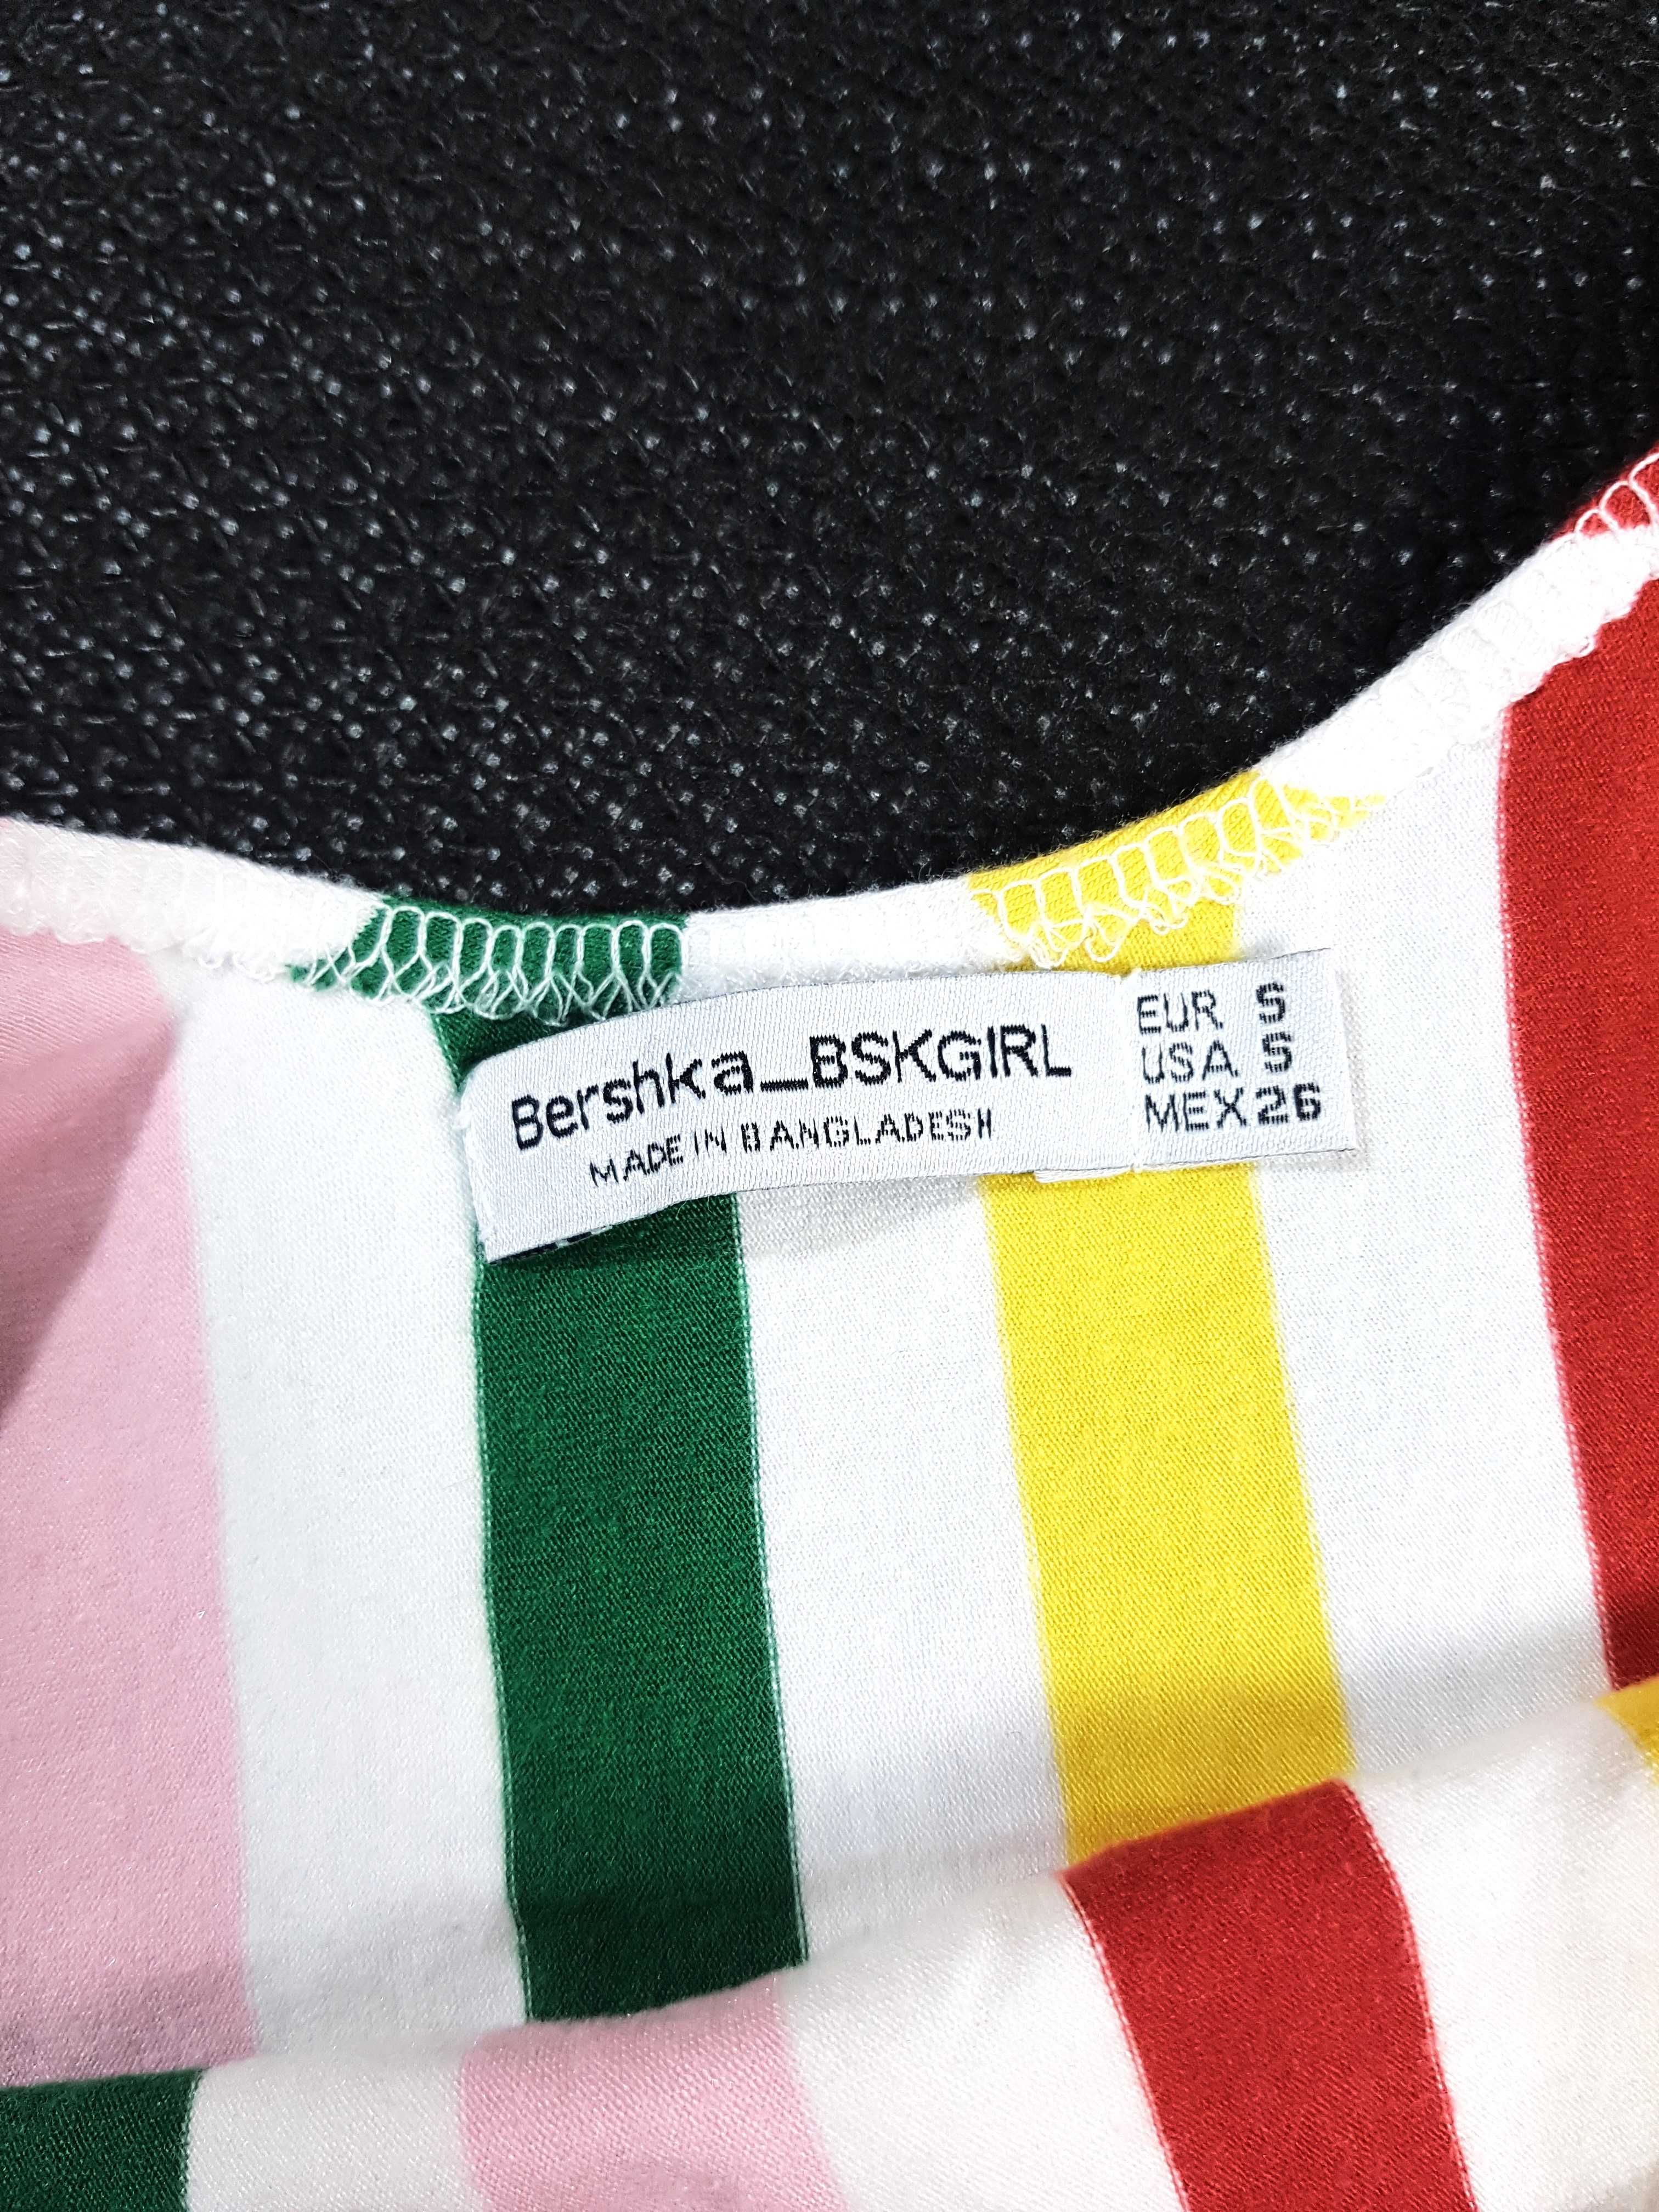 Bershka_BSKGIRL
MADE IN BANGLADESH
EUR S
USA S
MEX 26